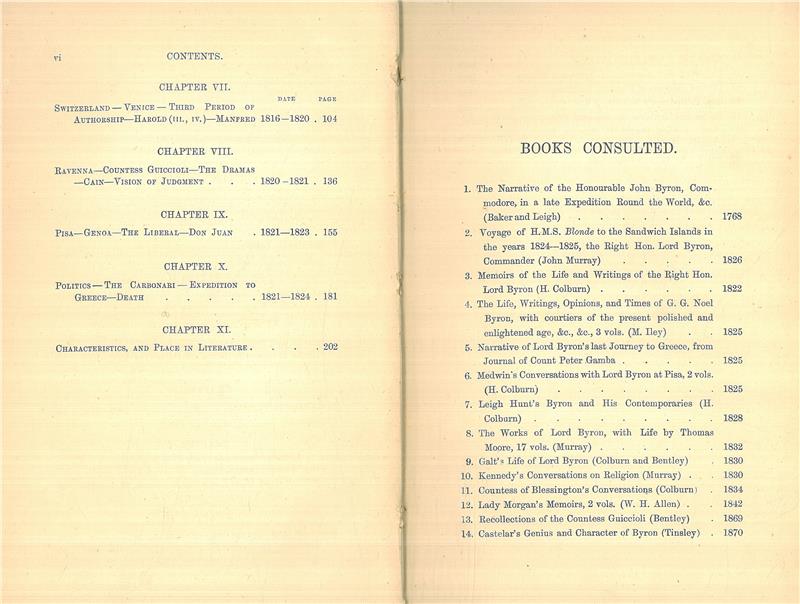 vi CONTENTS.
CHAPTER VII.
DATE PAGE
Switzerland — Venice — Third Period of
Authorship—Harold (iii., iv.)—Manfred 1816—1820 . 104
CHAPTER VIII.
Ravenna—Countess Guiccioli—The Dramas
—Cain—Vision of Judgment . . . 1820—1821 . 136
CHAPTER IX.
Pisa—Genoa—The Liberal—Don Juan . 1821—1823 . 155
CHAPTER X.
Politics—The Carbonari—Expedition to
Greece—Death . . . . . 1821—1824 . 181
CHAPTER XI.
Characteristics, and Place in Literature . . . . 202
BOOKS CONSULTED.
1. The Narrative of the Honourable John Byron, Com-
modore, in a late Expedition Round the World, &c.
(Baker and Leigh) . . . . . . . 1768
2. Voyage of H.M.S. Blonde to the Sandwich Islands in
the years 1824—1825, the Right Hon. Lord Byron,
Commander (John Murray) . . . . . 1826
3. Memoirs of the Life and Writings of the Right Hon.
Lord Byron (H. Colburn) . . . . . . 1822
4. The Life, Writings, Opinions, and Times of G. G. Noel
Byron, with courtiers of the present polished and
enlightened age, &c., &c., 3 vols. (M. Iley) . . 1825
5. Narrative of Lord Byron's last Journey to Greece, from
Journal of Count Peter Gamba . . . . . 1825
6. Medwin's Conversations with Lord Byron at Pisa, 2 vols.
(H. Colburn) . . . . . . . . 1825
7. Leigh Hunt's Byron and His Contemporaries (H.
Colburn) . . . . . . . . . 1828
8. The Works of Lord Byron, with Life by Thomas
Moore, 17 vols. (Murray) . . . . . . 1832
9. Galt's Life of Lord Byron (Colburn and Bentley) . 1830
10. Kennedy's Conversations on Religion (Murray) . . 1830
11. Countess of Blessington's Conversations (Colburn) . 1834
12. Lady Morgan's Memoirs, 2 vols. (W. H. Allen) . . 1842
13. Recollections of the Countess Guiccioli (Bentley) . 1869
14. Castelar's Genius and Character of Byron (Tinsley) . 1870